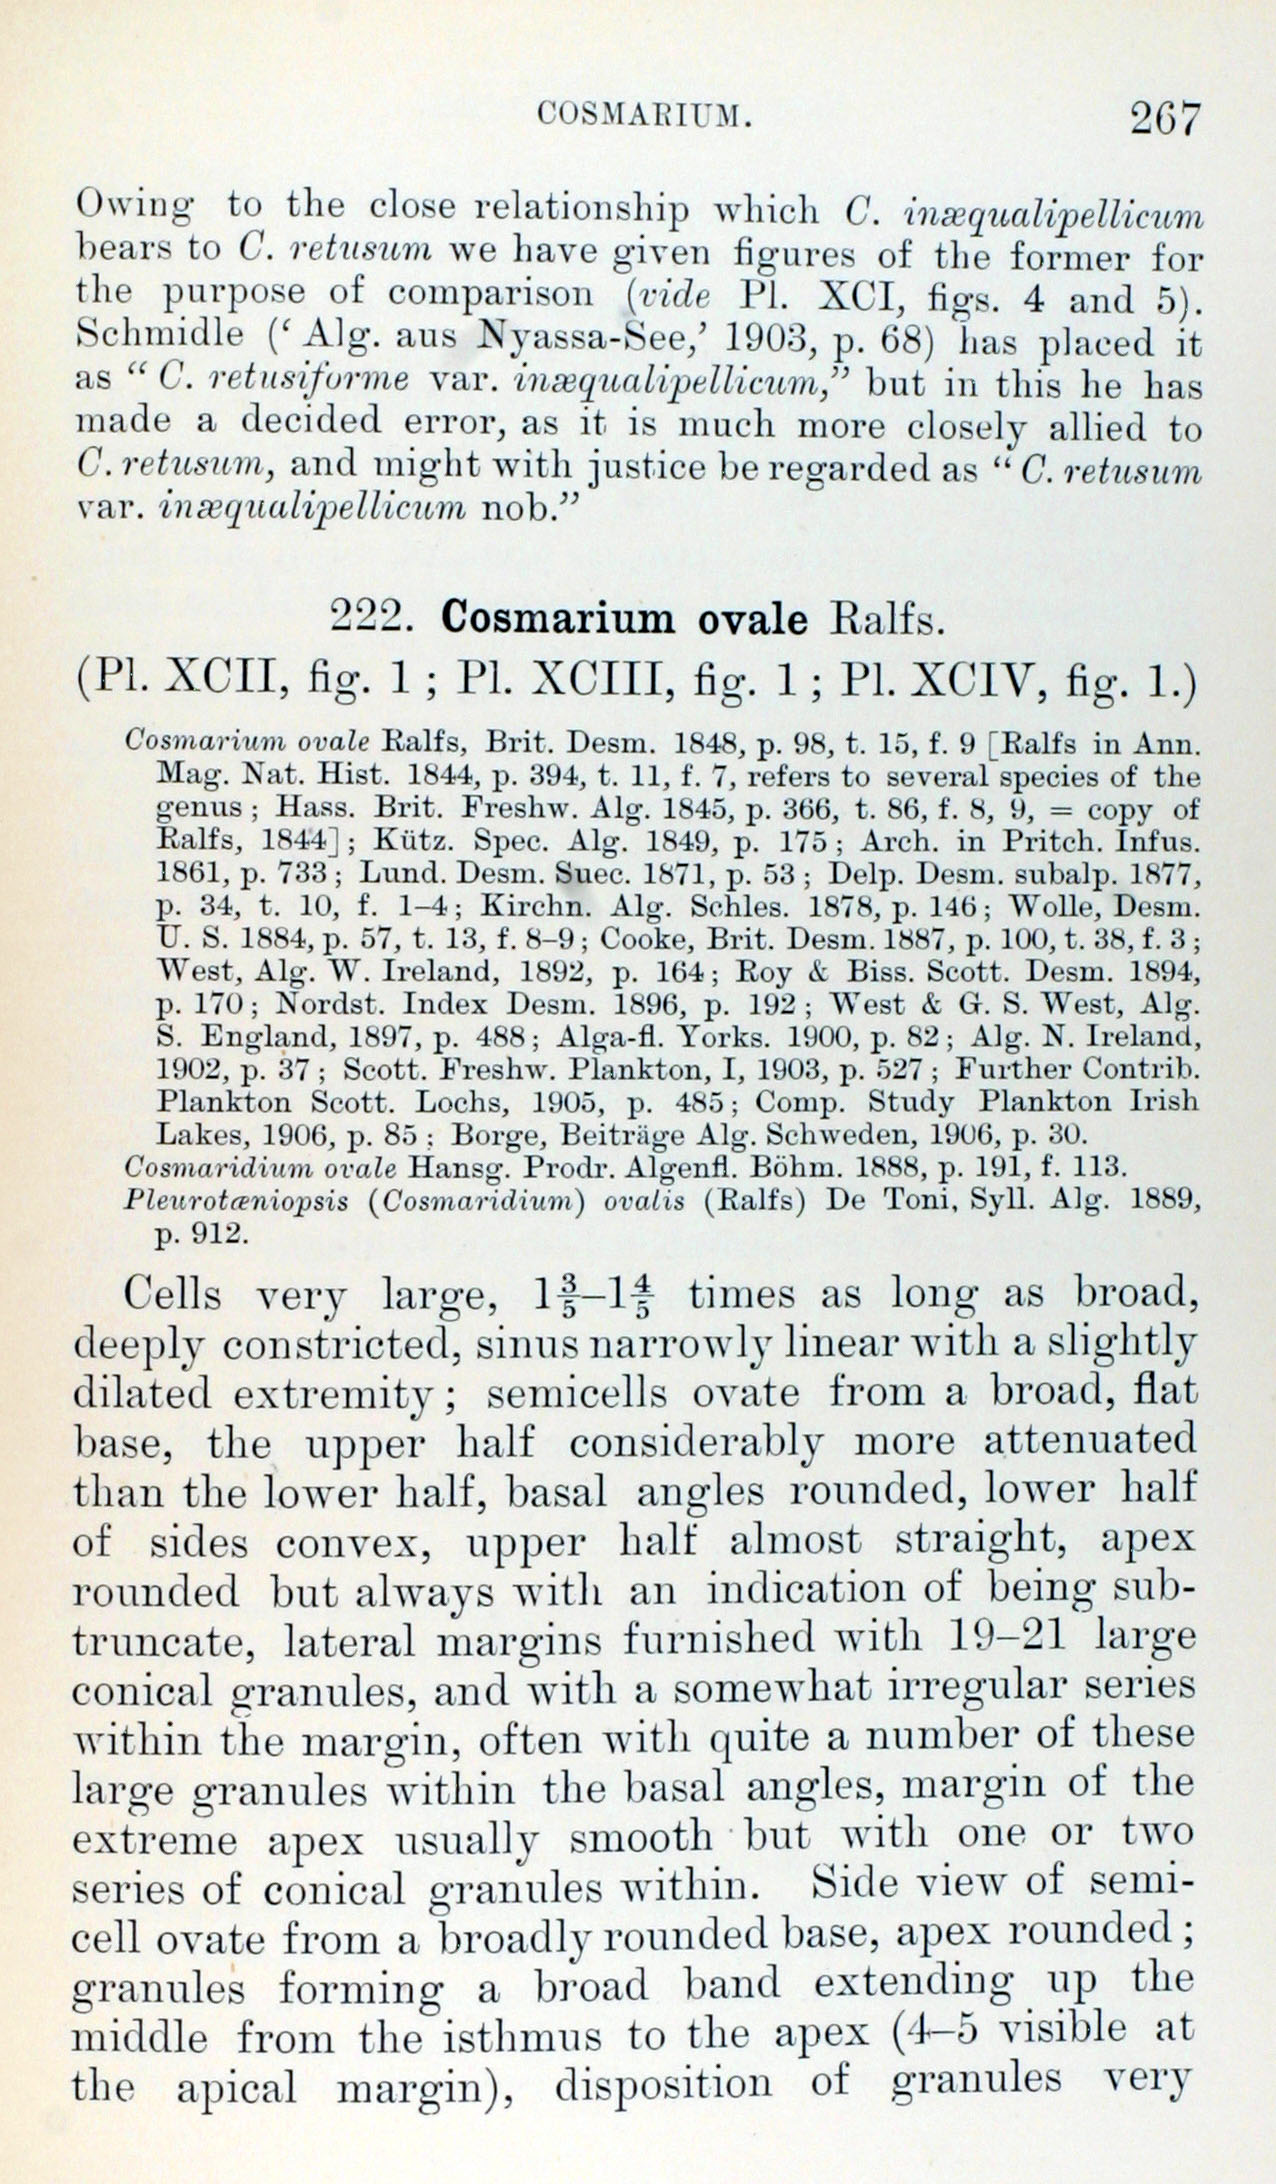 COSMARIUM. 267
Owing to the close relationship which C. inæqualipellicum
bears to C. retusum we have given figures of the former for
the purpose of comparison (vide Pl. XCI, figs. 4 and 5).
Schmidle (‘ Alg. aus Nyassa-See,’ 1903, p. 68) has placed it
as “ C. retusiforme var. inæqualipellicum,” but in this he has
made a decided error, as it is much more closely allied to
C. retusum, and might with justice be regarded as “ C. retusum
var. inæqualipellicum nob.”
222. Cosmarium ovale Ralfs.
(Pl. XCII, fig. 1 ; Pl. XCIII, fig. 1 ; Pl. XCIV, fig. 1.)
Cosmarium ovale Ralfs, Brit. Desm. 1848, p. 98, t. 15, f. 9 [Ralfs in Ann.
Mag. Nat. Hist. 1844, p. 394, t. 11, f. 7, refers to several species of the
genus ; Hass. Brit. Freshw. Alg. 1845, p. 366, t. 86, f. 8, 9, = copy of
Ralfs, 1844] ; Kütz. Spec. Alg. 1849, p. 175 ; Arch. in Pritch. Infus.
1861, p. 733 ; Lund. Desm. Suec. 1871, p. 53 ; Delp. Desm. subalp. 1877,
p. 34, t. 10, f. 1–4 ; Kirchn. Alg. Schles. 1878, p. 146 ; Wolle, Desm.
U. S. 1884, p. 57, t. 13, f. 8–9 ; Cooke, Brit. Desm. 1887, p. 100, t. 38, f. 3 ;
West, Alg. W. Ireland, 1892, p. 164 ; Roy & Biss. Scott. Desm. 1894,
p. 170 ; Nordst. Index Desm. 1896, p. 192 ; West & G. S. West, Alg.
S. England, 1897, p. 488 ; Alga-fl. Yorks. 1900, p. 82 ; Alg. N. Ireland,
1902, p. 37 ; Scott. Freshw. Plankton, I, 1903, p. 527 ; Further Contrib.
Plankton Scott. Lochs, 1905, p. 485 ; Comp. Study Plankton Irish
Lakes, 1906, p. 85 ; Borge, Beiträge Alg. Schweden, 1906, p. 30.
Cosmaridium ovale Hansg. Prodr. Algenfl. Böhm. 1888, p. 191, f. 113.
Pleurotæniopsis (Cosmaridium) ovalis (Ralfs) De Toni, Syll. Alg. 1889,
p. 912.
Cells very large, 1⅗–1⅘ times as long as broad,
deeply constricted, sinus narrowly linear with a slightly
dilated extremity ; semicells ovate from a broad, flat
base, the upper half considerably more attenuated
than the lower half, basal angles rounded, lower half
of sides convex, upper half almost straight, apex
rounded but always with an indication of being sub-
truncate, lateral margins furnished with 19–21 large
conical granules, and with a somewhat irregular series
within the margin, often with quite a number of these
large granules within the basal angles, margin of the
extreme apex usually smooth but with one or two
series of conical granules within. Side view of semi-
cell ovate from a broadly rounded base, apex rounded ;
granules forming a broad band extending up the
middle from the isthmus to the apex (4–5 visible at
the apical margin), disposition of granules very